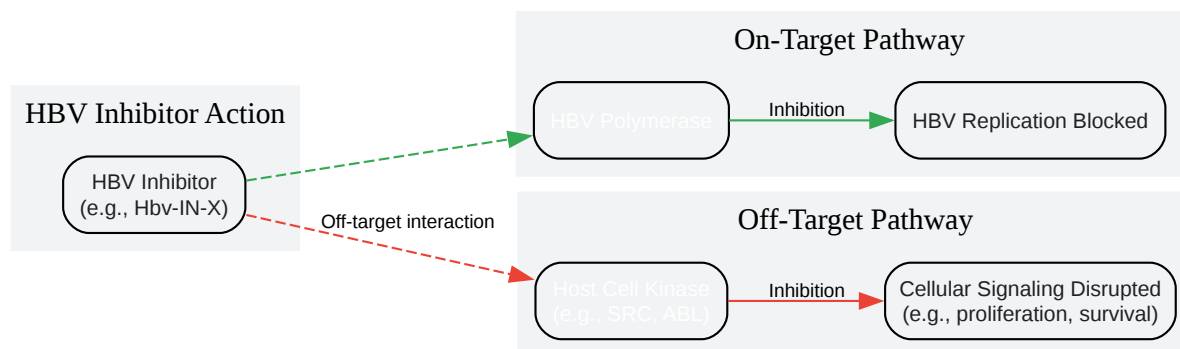 HBV Inhibitor Action
HBV Inhibitor
(e.g., Hbv-IN-X)
Off-target interaction
On-Target Pathway
HBV Polymerase
Inhibition
HBV Replication Blocked
Off-Target Pathway
Host Cell Kinase
(e.g., SRC, ABL)
Inhibition
Cellular Signaling Disrupted
(e.g., proliferation, survival)